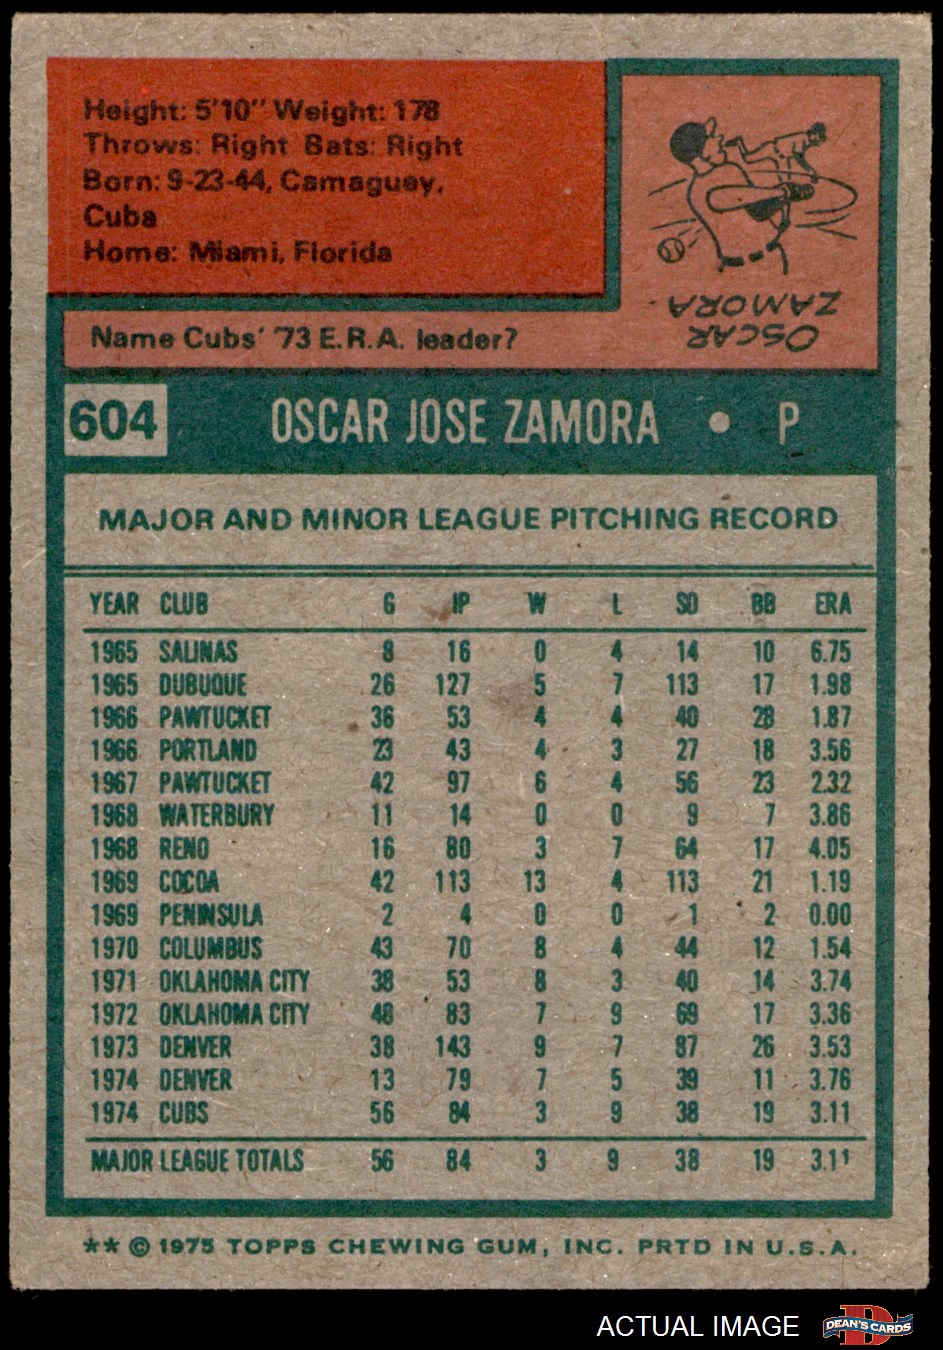 Height: 5'10" Weight: 178
Throws: Right Bats: Right
Born: 9-23-44, Camaguey,
Cuba
Home: Miami, Florida
Name Cubs' '73 E.R.A. leader?
OSCAR
ZAMORA
604 OSCAR JOSE ZAMORA • P
MAJOR AND MINOR LEAGUE PITCHING RECORD
YEAR CLUB G IP W L SO BB ERA
1965 SALINAS 8 16 0 4 14 10 6.75
1965 DUBUQUE 26 127 5 7 113 17 1.98
1966 PAWTUCKET 36 53 4 4 40 28 1.87
1966 PORTLAND 23 43 4 3 27 18 3.56
1967 PAWTUCKET 42 97 6 4 56 23 2.32
1968 WATERBURY 11 14 0 0 9 7 3.86
1968 RENO 16 80 3 7 64 17 4.05
1969 COCOA 42 113 13 4 113 21 1.19
1969 PENINSULA 2 4 0 0 1 2 0.00
1970 COLUMBUS 43 70 8 4 44 12 1.54
1971 OKLAHOMA CITY 38 53 8 3 40 14 3.74
1972 OKLAHOMA CITY 48 83 7 9 69 17 3.36
1973 DENVER 38 143 9 7 87 26 3.53
1974 DENVER 13 79 7 5 39 11 3.76
1974 CUBS 56 84 3 9 38 19 3.11
MAJOR LEAGUE TOTALS 56 84 3 9 38 19 3.11
** © 1975 TOPPS CHEWING GUM, INC. PRTD IN U.S.A.
ACTUAL IMAGE
D
DEAN'S CARDS